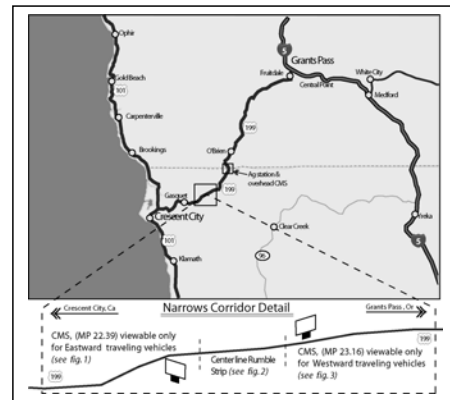 Ophir
5
Grants Pass
Fruitdale
White City
Gold Beach
Central Point
101
Medford
Carpenterville
199
Brookings
O'Brien
Ag station &
overhead CMS
Gasquet
199
Crescent City
Yreka
Clear Creek
101
96
5
Klamath
Crescent City, Ca
Narrows Corridor Detail
Grants Pass, Or
CMS, (MP 22.39) viewable only
for Eastward traveling vehicles
(see fig. 1)
Center line Rumble
Strip (see fig. 2)
CMS, (MP 23.16) viewable only
for Westward traveling vehicles
(see fig. 3)
199
199